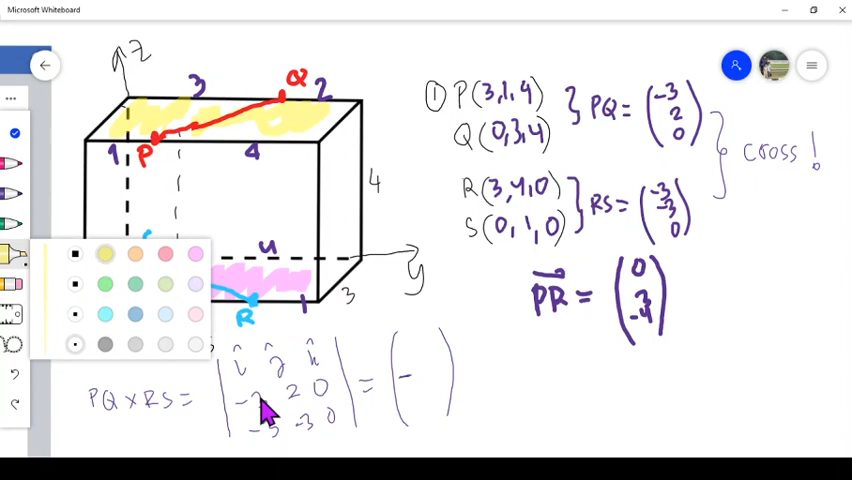 Microsoft Whiteboard
z
3
Q
2
1
P
4
4
4
y
R
1
3
① P(3,1,4)
Q(0,3,4)
} PQ = (-3 2 0)
R(3,4,0)
S(0,1,0)
} RS = (-3 -3 0)
} cross!
PR = (0 3 -4)
î ĵ k̂
PQ × RS = | 2 0 | = ( -
-3 0